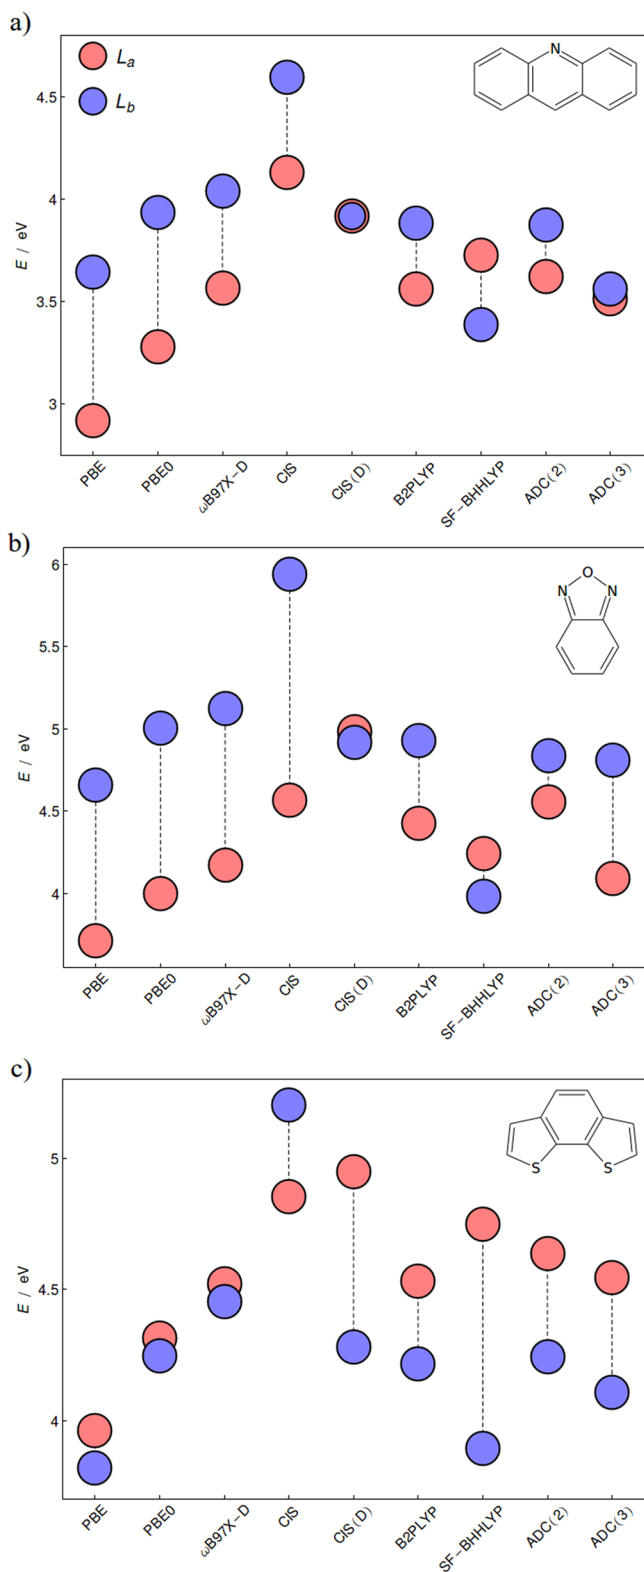 a)
L_a
L_b
N
4.5
4
3.5
3
E / eV
PBE
PBE0
ωB97X-D
CIS
CIS(D)
B2PLYP
SF-BHHLYP
ADC(2)
ADC(3)
b)
O
N N
6
5.5
5
4.5
4
E / eV
PBE
PBE0
ωB97X-D
CIS
CIS(D)
B2PLYP
SF-BHHLYP
ADC(2)
ADC(3)
c)
S S
5
4.5
4
E / eV
PBE
PBE0
ωB97X-D
CIS
CIS(D)
B2PLYP
SF-BHHLYP
ADC(2)
ADC(3)